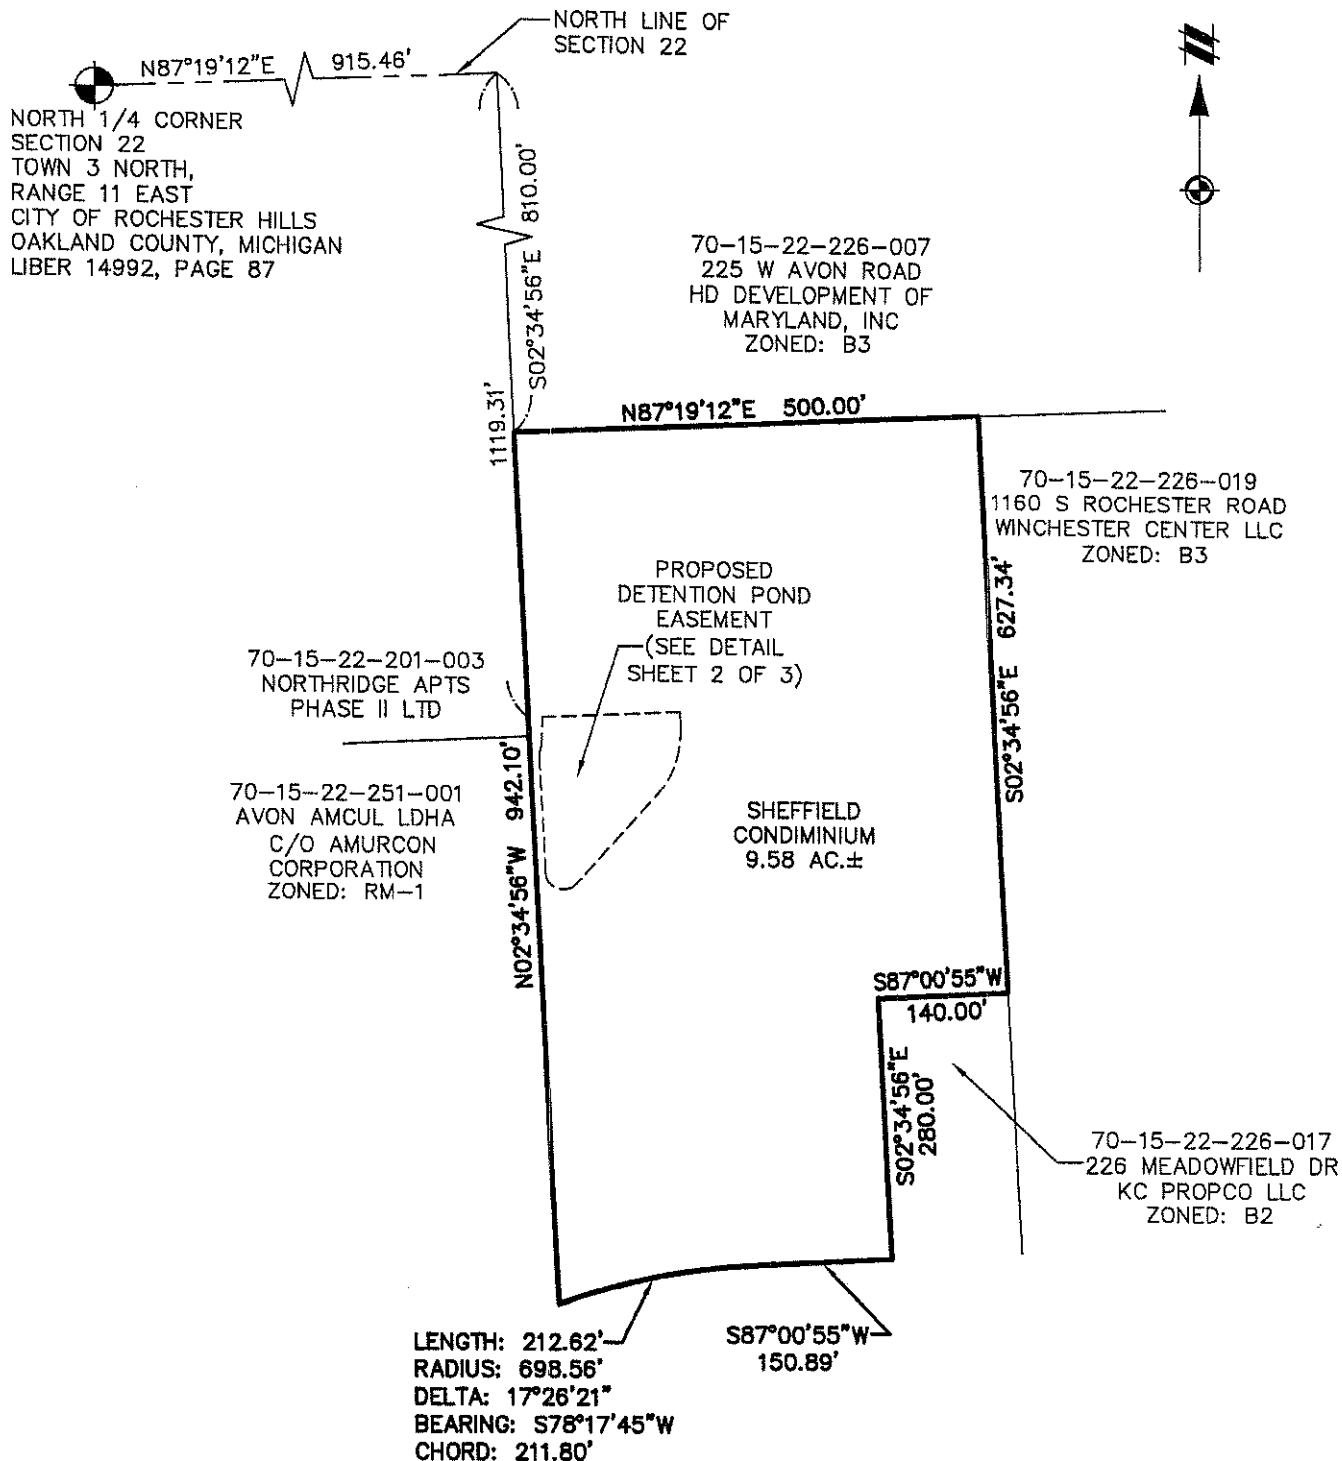 NORTH LINE OF
SECTION 22
N87°19'12"E 915.46'
NORTH 1/4 CORNER
SECTION 22
TOWN 3 NORTH,
RANGE 11 EAST
CITY OF ROCHESTER HILLS
OAKLAND COUNTY, MICHIGAN
LIBER 14992, PAGE 87
S02°34'56"E 810.00'
1119.31'
70-15-22-226-007
225 W AVON ROAD
HD DEVELOPMENT OF
MARYLAND, INC
ZONED: B3
N87°19'12"E 500.00'
70-15-22-226-019
1160 S ROCHESTER ROAD
WINCHESTER CENTER LLC
ZONED: B3
S02°34'56"E 627.34'
PROPOSED
DETENTION POND
EASEMENT
(SEE DETAIL
SHEET 2 OF 3)
70-15-22-201-003
NORTHRIDGE APTS
PHASE II LTD
70-15-22-251-001
AVON AMCUL LDHA
C/O AMURCON
CORPORATION
ZONED: RM-1
N02°34'56"W 942.10'
SHEFFIELD
CONDIMINIUM
9.58 AC.±
S87°00'55"W
140.00'
S02°34'56"E
280.00'
70-15-22-226-017
226 MEADOWFIELD DR
KC PROPCO LLC
ZONED: B2
S87°00'55"W
150.89'
LENGTH: 212.62'
RADIUS: 698.56'
DELTA: 17°26'21"
BEARING: S78°17'45"W
CHORD: 211.80'